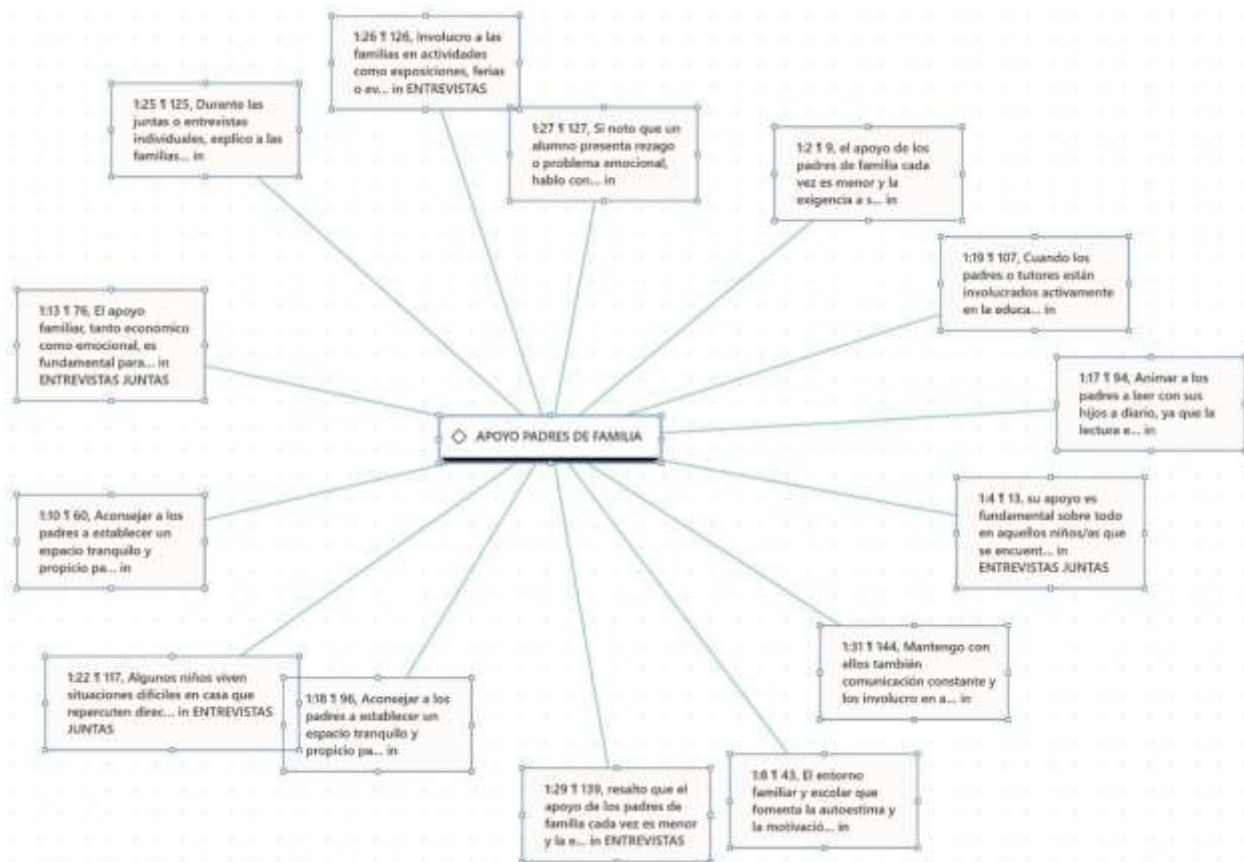 1:26 ¶ 126, Involucro a las
familias en actividades
como exposiciones, ferias
o ev... in ENTREVISTAS
1:25 ¶ 125, Durante las
juntas o entrevistas
individuales, explico a las
familias... in
1:27 ¶ 127, Si noto que un
alumno presenta rezago
o problema emocional,
hablo con... in
1:2 ¶ 9, el apoyo de los
padres de familia cada
vez es menor y la
exigencia a s... in
1:19 ¶ 107, Cuando los
padres o tutores están
involucrados activamente
en la educa... in
1:13 ¶ 76, El apoyo
familiar, tanto económico
como emocional, es
fundamental para... in
ENTREVISTAS JUNTAS
1:17 ¶ 94, Animar a los
padres a leer con sus
hijos a diario, ya que la
lectura e... in
APOYO PADRES DE FAMILIA
1:4 ¶ 13, su apoyo es
fundamental sobre todo
en aquellos niños/as que
se encuent... in
ENTREVISTAS JUNTAS
1:10 ¶ 60, Aconsejar a los
padres a establecer un
espacio tranquilo y
propicio pa... in
1:31 ¶ 144, Mantengo con
ellos también
comunicación constante y
los involucro en a... in
1:22 ¶ 117, Algunos niños viven
situaciones difíciles en casa que
repercuten direc... in ENTREVISTAS
JUNTAS
1:18 ¶ 96, Aconsejar a los
padres a establecer un
espacio tranquilo y
propicio pa... in
1:29 ¶ 139, resalto que el
apoyo de los padres de
familia cada vez es menor
y la e... in ENTREVISTAS
1:6 ¶ 43, El entorno
familiar y escolar que
fomenta la autoestima y
la motivació... in